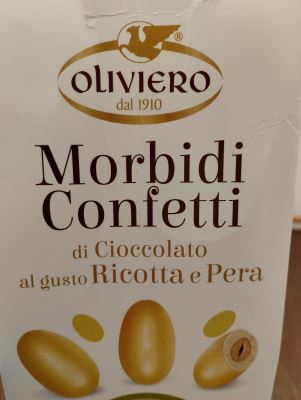 ®
OLIVIERO
dal 1910
Morbidi
Confetti
di Cioccolato
al gusto Ricotta e Pera